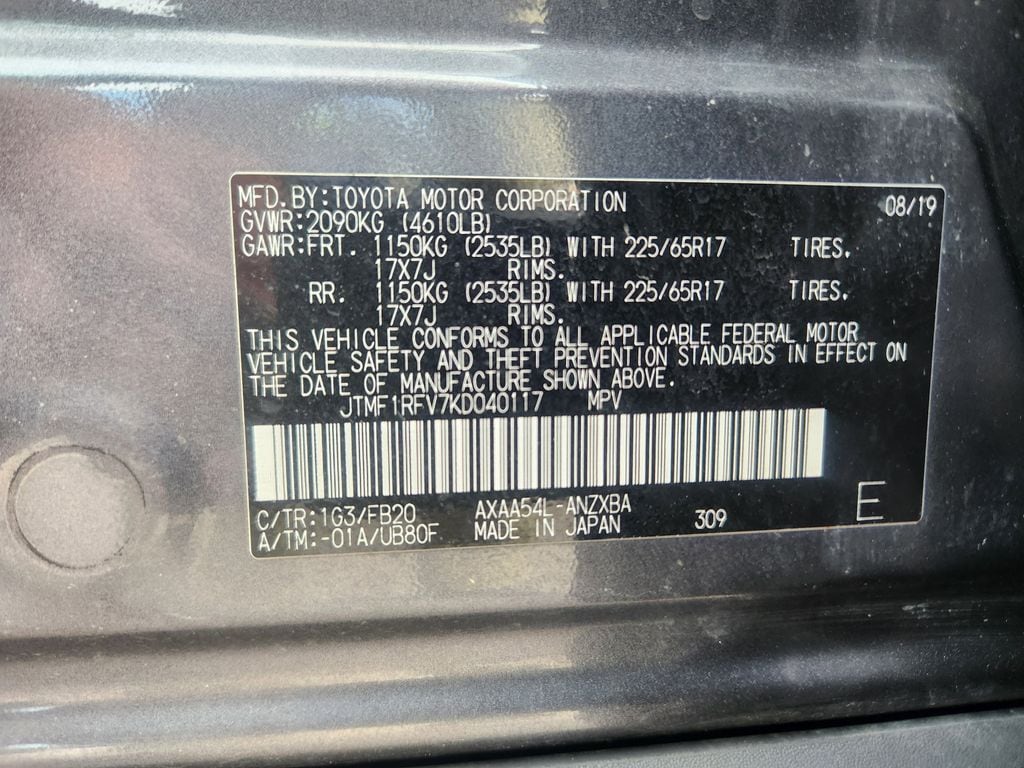 MFD.BY:TOYOTA MOTOR CORPORATION 08/19
GVWR:2090KG (4610LB)
GAWR:FRT. 1150KG (2535LB) WITH 225/65R17 TIRES.
17X7J RIMS.
RR. 1150KG (2535LB) WITH 225/65R17 TIRES.
17X7J RIMS.
THIS VEHICLE CONFORMS TO ALL APPLICABLE FEDERAL MOTOR
VEHICLE SAFETY AND THEFT PREVENTION STANDARDS IN EFFECT ON
THE DATE OF MANUFACTURE SHOWN ABOVE.
JTMF1RFV7KD040117 MPV
C/TR:1G3/FB20 AXAA54L-ANZXBA
A/TM:-01A/UB80F MADE IN JAPAN 309 E